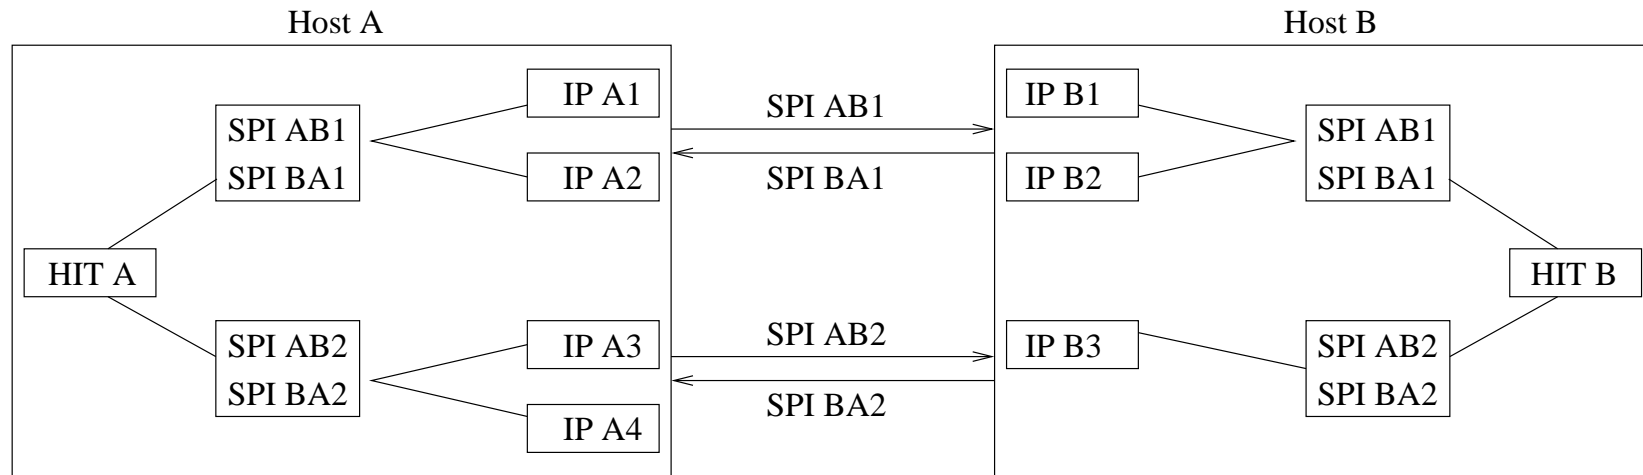 Host A
Host B
IP A1
SPI AB1
IP B1
SPI AB1
SPI AB1
SPI BA1
IP A2
SPI BA1
IP B2
SPI BA1
HIT A
HIT B
SPI AB2
IP A3
SPI AB2
IP B3
SPI AB2
SPI BA2
SPI BA2
SPI BA2
IP A4